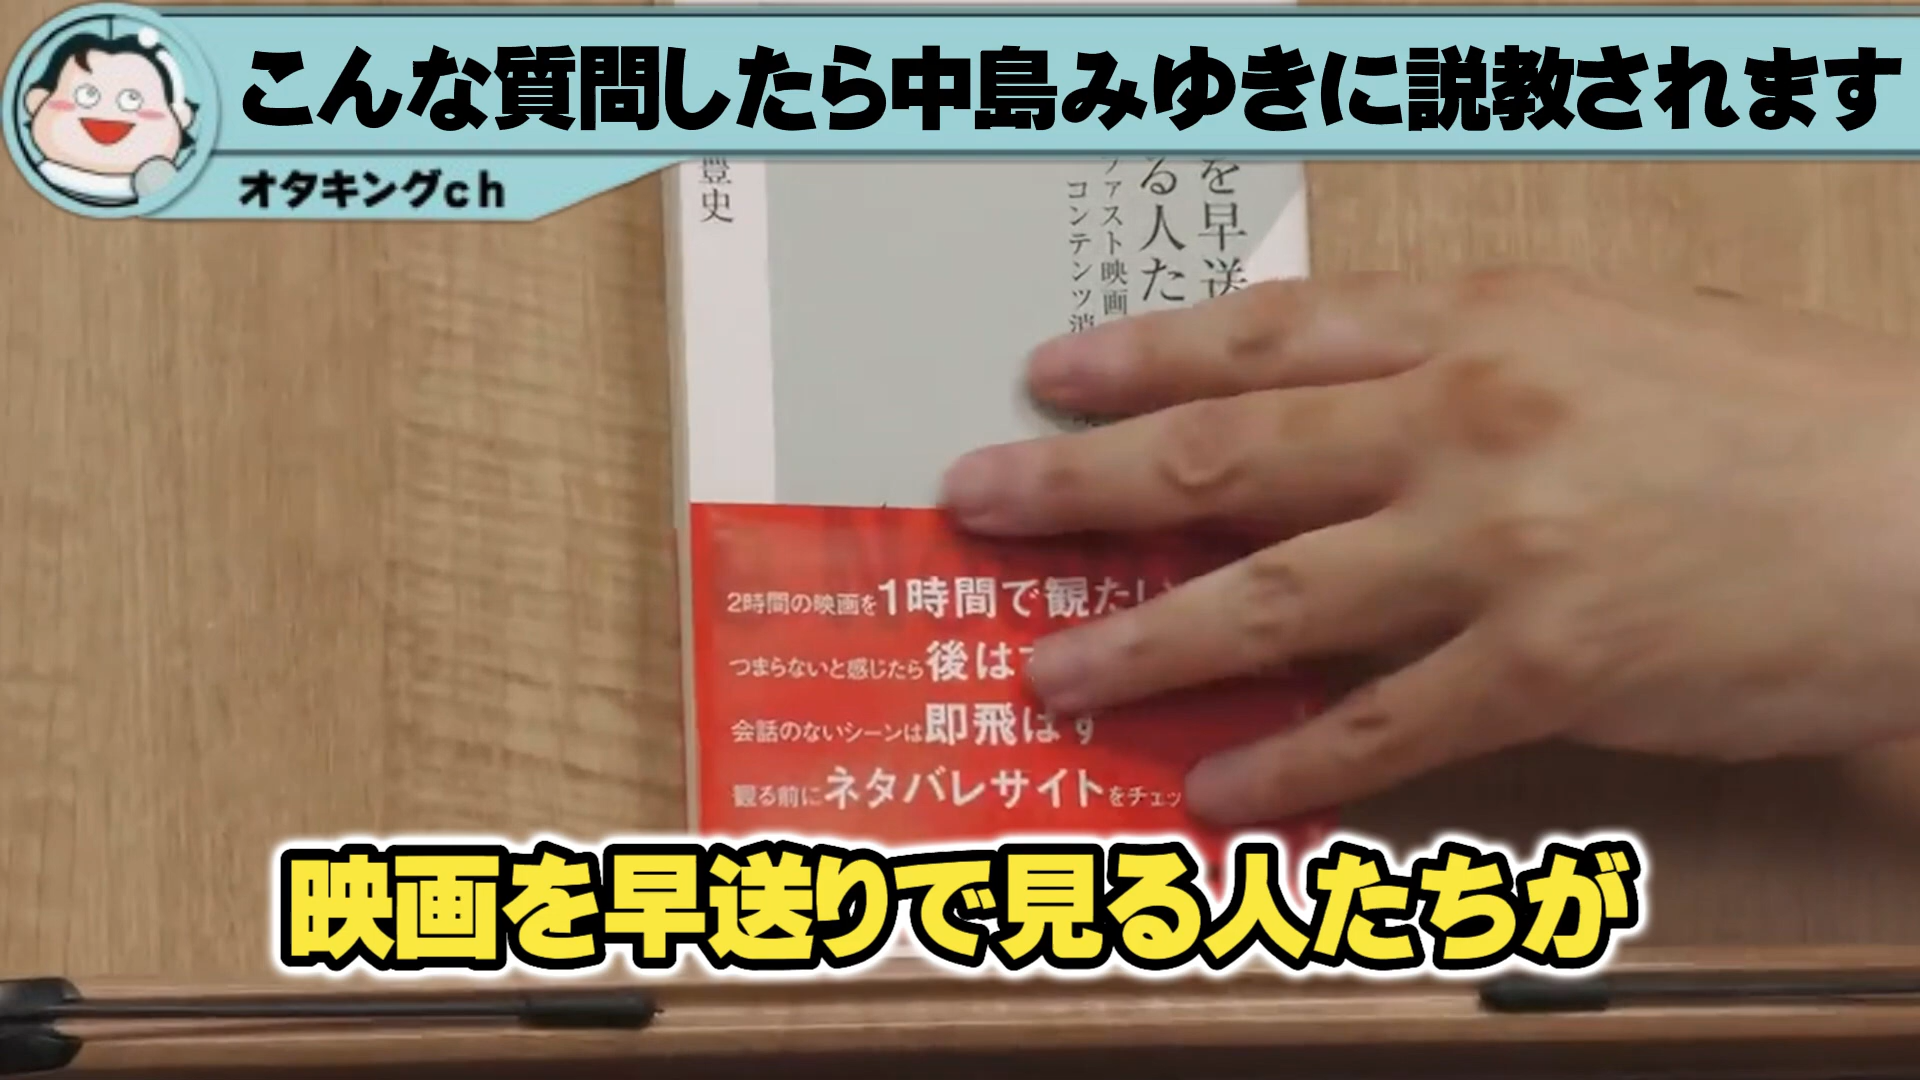 こんな質問したら中島みゆきに説教されます
オタキングch
を早送
る人た
ファスト映画
コンテンツ消
豊史
2時間の映画を1時間で観たい
つまらないと感じたら後は
会話のないシーンは即飛ばす
観る前にネタバレサイトをチェッ
映画を早送りで見る人たちが